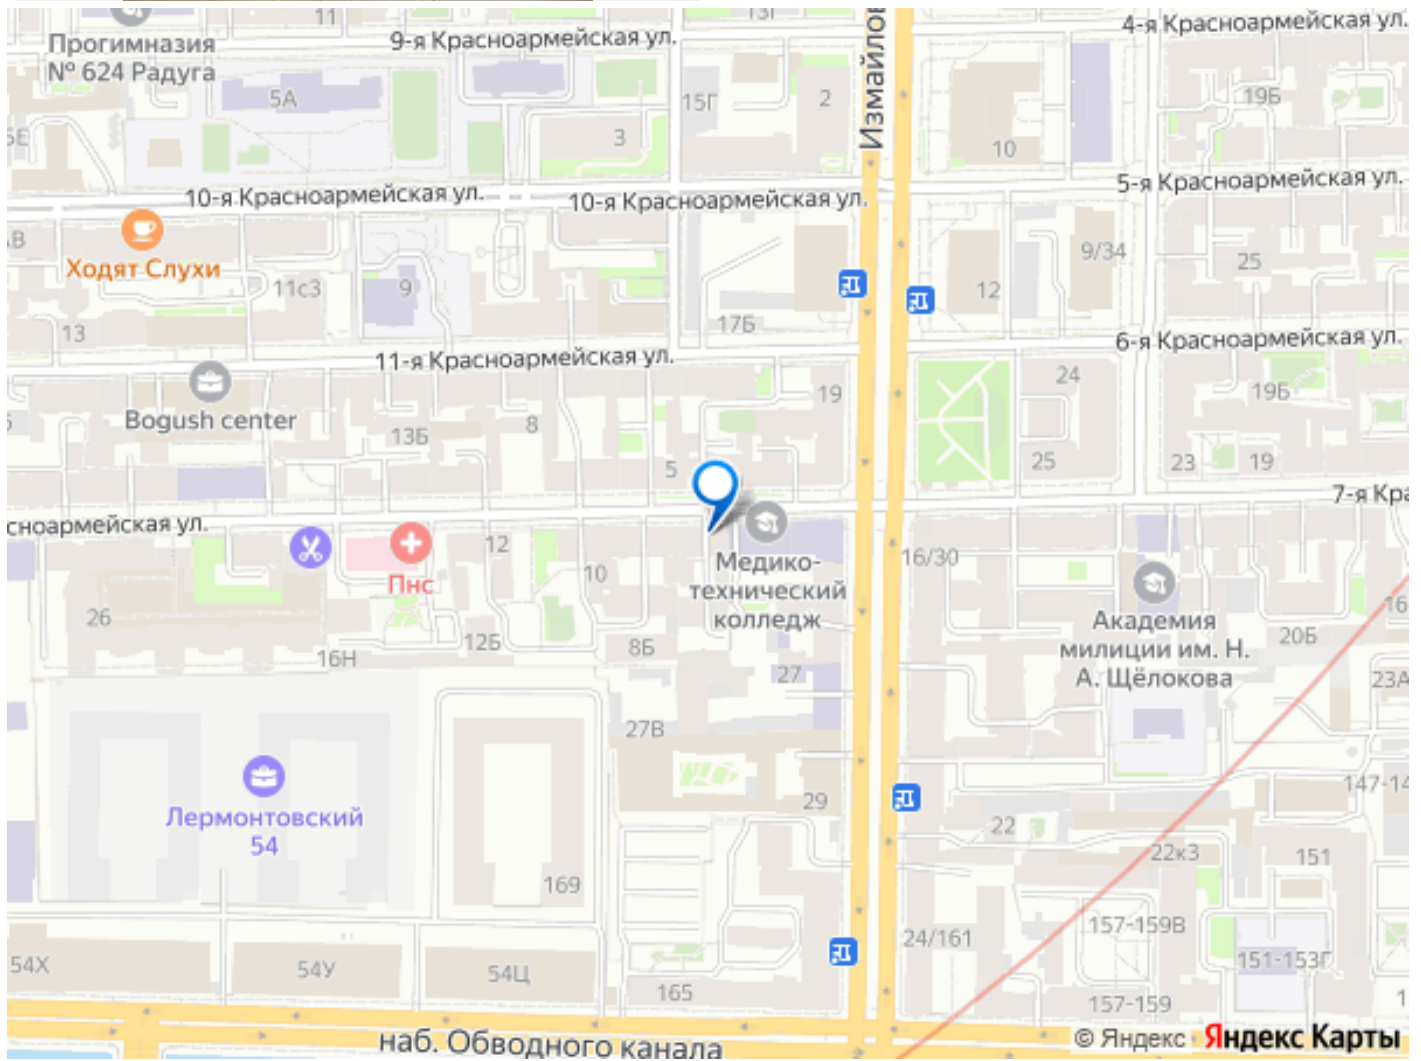 11
13Г
4-я Красноармейская ул.
9-я Красноармейская ул.
Прогимназия
№ 624 Радуга
Измайлов
5А
15Г
2
19Б
5Е
3
10
10-я Красноармейская ул.
10-я Красноармейская ул.
5-я Красноармейская ул.
Ходят Слухи
9/34
25
11с3
9
12
13
17Б
11-я Красноармейская ул.
6-я Красноармейская ул.
24
Bogush center
19
19Б
13Б
8
5
25
23
19
7-я Кра
сноармейская ул.
12
Пнс
10
Медико-
технический
колледж
16/30
Академия
милиции им. Н.
А. Щёлокова
26
16Н
12Б
8Б
27
20Б
16
23А
27В
Лермонтовский
54
29
147-14
22
22к3
151
169
24/161
157-159В
151-153Г
54Х
54У
54Ц
165
157-159
1
наб. Обводного канала
© Яндекс Яндекс Карты